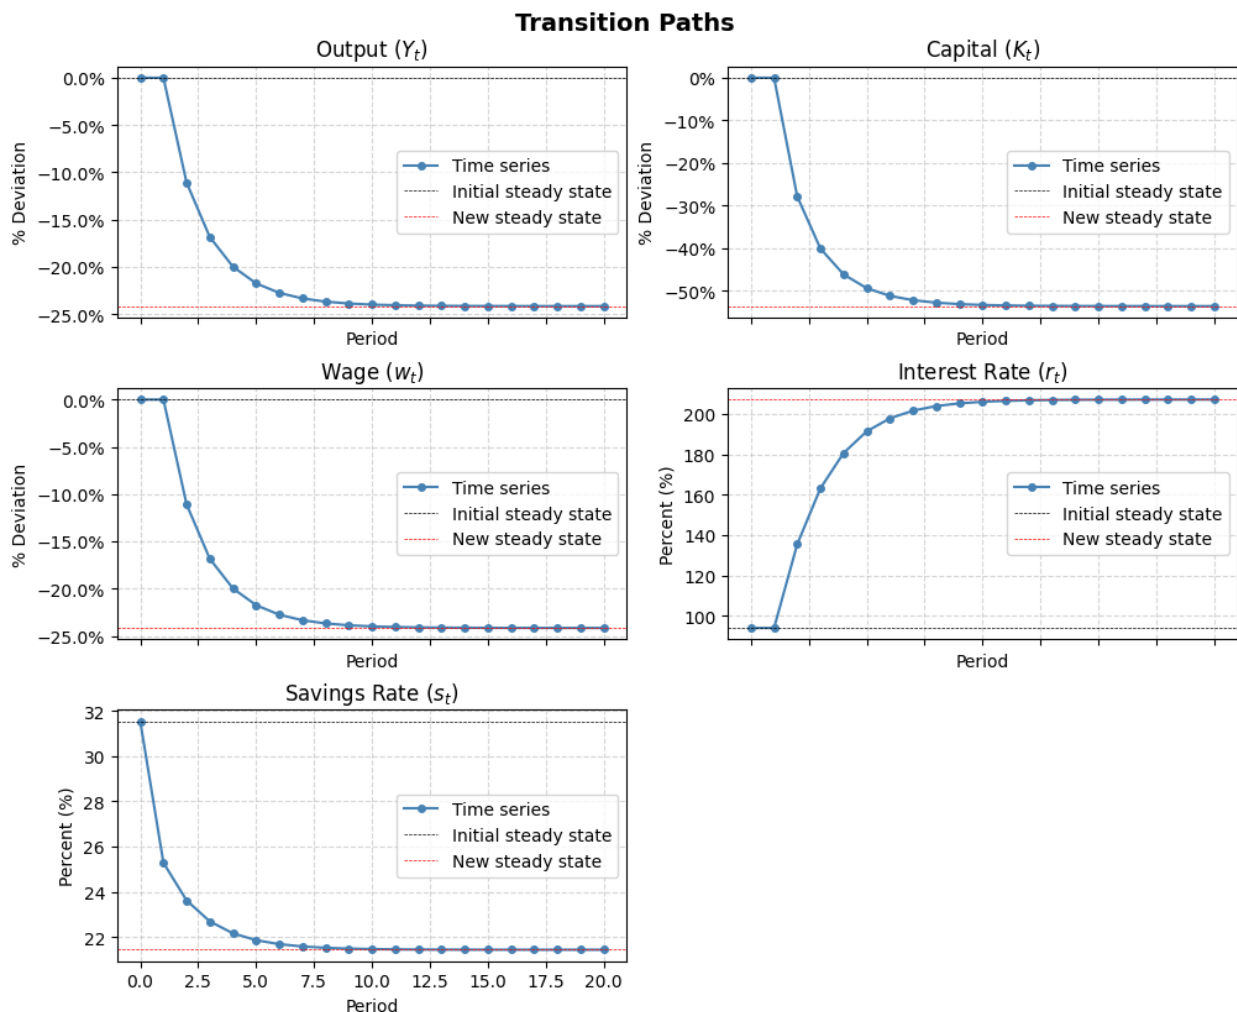 Transition Paths
Output (Y_t)
% Deviation
0.0%
−5.0%
−10.0%
−15.0%
−20.0%
−25.0%
Time series
Initial steady state
New steady state
Period
Capital (K_t)
% Deviation
0%
−10%
−20%
−30%
−40%
−50%
Time series
Initial steady state
New steady state
Period
Wage (w_t)
% Deviation
0.0%
−5.0%
−10.0%
−15.0%
−20.0%
−25.0%
Time series
Initial steady state
New steady state
Period
Interest Rate (r_t)
Percent (%)
200
180
160
140
120
100
Time series
Initial steady state
New steady state
Period
Savings Rate (s_t)
Percent (%)
32
30
28
26
24
22
Time series
Initial steady state
New steady state
0.0 2.5 5.0 7.5 10.0 12.5 15.0 17.5 20.0
Period